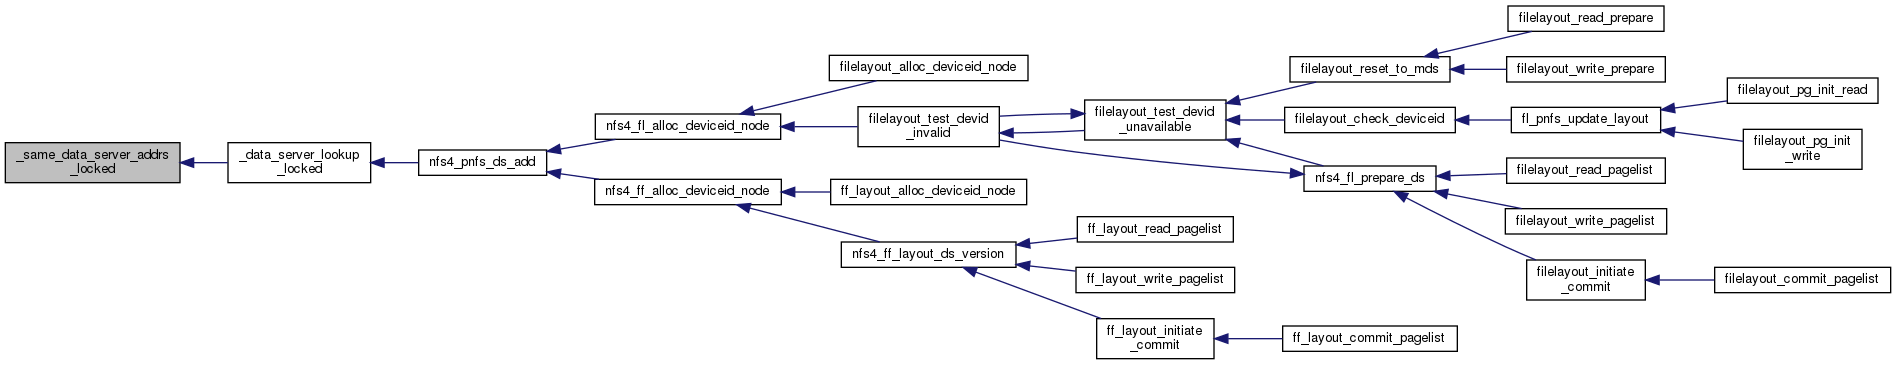 _same_data_server_addrs
_locked
_data_server_lookup
_locked
nfs4_pnfs_ds_add
nfs4_fl_alloc_deviceid_node
nfs4_ff_alloc_deviceid_node
filelayout_alloc_deviceid_node
filelayout_test_devid
_invalid
ff_layout_alloc_deviceid_node
nfs4_ff_layout_ds_version
filelayout_test_devid
_unavailable
ff_layout_read_pagelist
ff_layout_write_pagelist
ff_layout_initiate
_commit
ff_layout_commit_pagelist
filelayout_reset_to_mds
filelayout_check_deviceid
nfs4_fl_prepare_ds
filelayout_read_prepare
filelayout_write_prepare
fl_pnfs_update_layout
filelayout_read_pagelist
filelayout_write_pagelist
filelayout_initiate
_commit
filelayout_pg_init_read
filelayout_pg_init
_write
filelayout_commit_pagelist